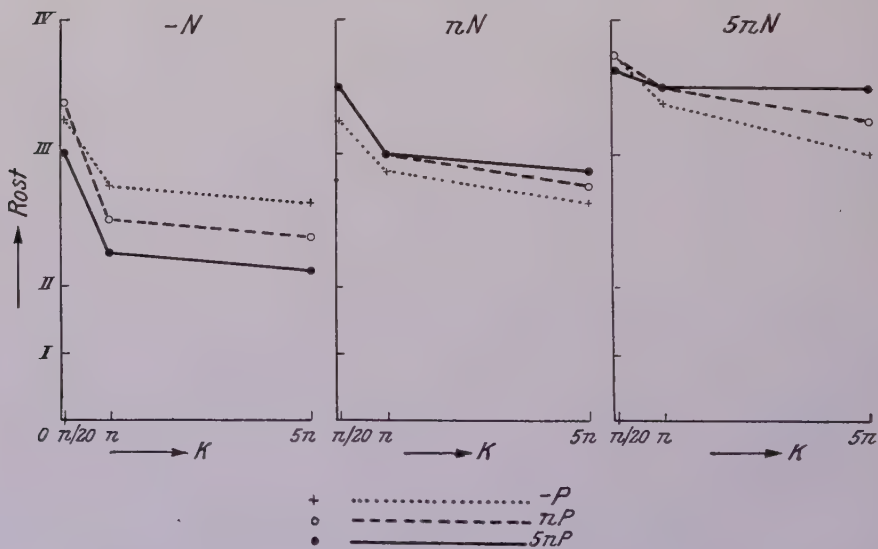 -N nN 5nN
IV
III
II
I
Rost
0 n/20 n 5n n/20 n 5n n/20 n 5n
K K K
-P
nP
5nP